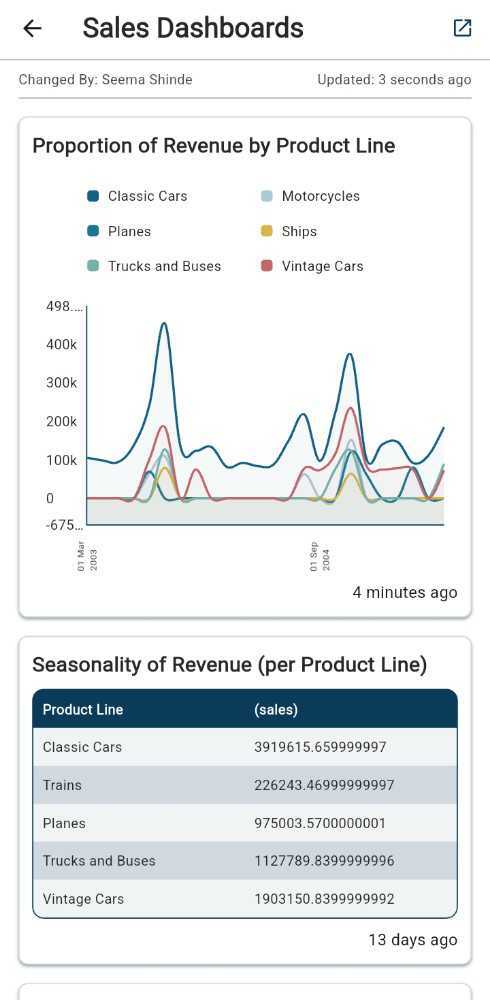 Sales Dashboards
Changed By: Seema Shinde Updated: 3 seconds ago
Proportion of Revenue by Product Line
Classic Cars Motorcycles
Planes Ships
Trucks and Buses Vintage Cars
498....
400k
300k
200k
100k
0
-675...
01 Mar
2003
01 Sep
2004
4 minutes ago
Seasonality of Revenue (per Product Line)
Product Line (sales)
Classic Cars 3919615.659999997
Trains 226243.46999999997
Planes 975003.5700000001
Trucks and Buses 1127789.8399999996
Vintage Cars 1903150.8399999992
13 days ago